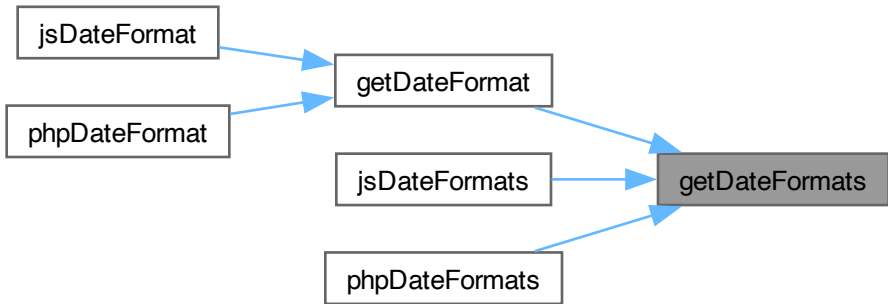 jsDateFormat
getDateFormat
phpDateFormat
jsDateFormats
getDateFormats
phpDateFormats